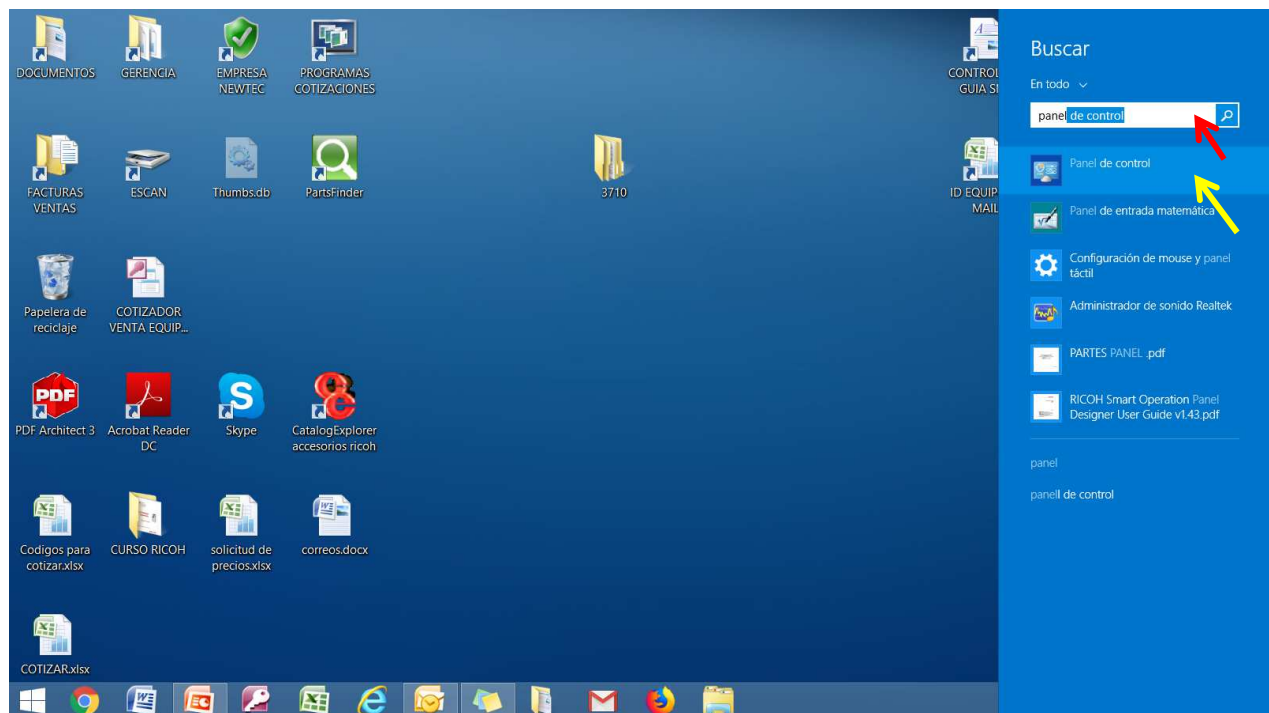 DOCUMENTOS
GERENCIA
EMPRESA
NEWTEC
PROGRAMAS
COTIZACIONES
CONTROL
GUIA S
FACTURAS
VENTAS
ESCAN
Thumbs.db
PartsFinder
3710
ID EQUIP
MAIL
Papelera de
reciclaje
COTIZADOR
VENTA EQUIP...
PDF
PDF Architect 3
Acrobat Reader
DC
Skype
CatalogExplorer
accesorios ricoh
Codigos para
cotizar.xlsx
CURSO RICOH
solicitud de
precios.xlsx
correos.docx
COTIZAR.xlsx
Buscar
En todo
panel de control
Panel de control
Panel de entrada matemática
Configuración de mouse y panel
táctil
Administrador de sonido Realtek
PARTES PANEL .pdf
RICOH Smart Operation Panel
Designer User Guide v1.43.pdf
panel
panell de control